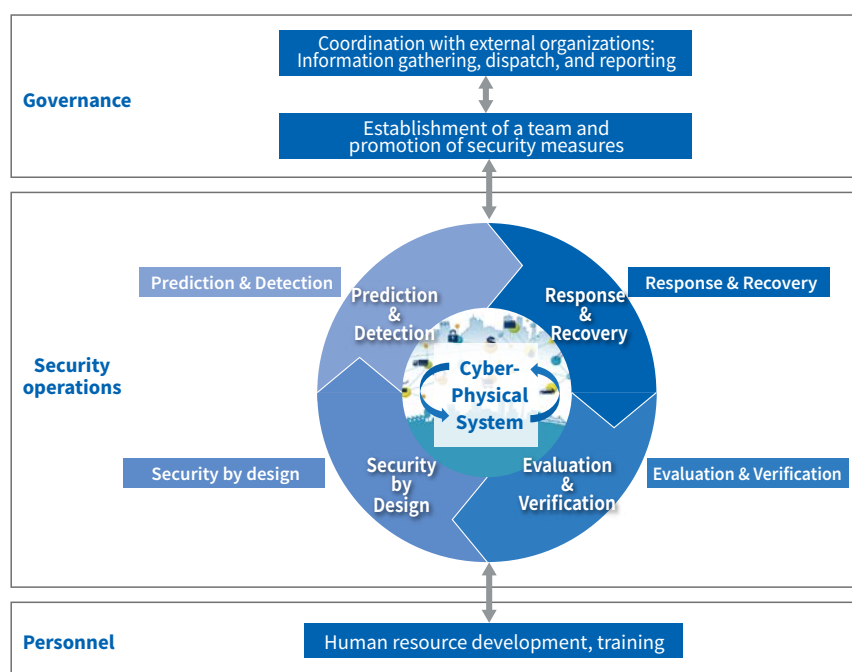 Governance
Coordination with external organizations:
Information gathering, dispatch, and reporting
Establishment of a team and
promotion of security measures
Security
operations
Prediction & Detection
Response & Recovery
Prediction
&
Detection
Response
&
Recovery
Cyber-
Physical
System
Security by design
Evaluation & Verification
Security
by
Design
Evaluation
&
Verification
Personnel
Human resource development, training